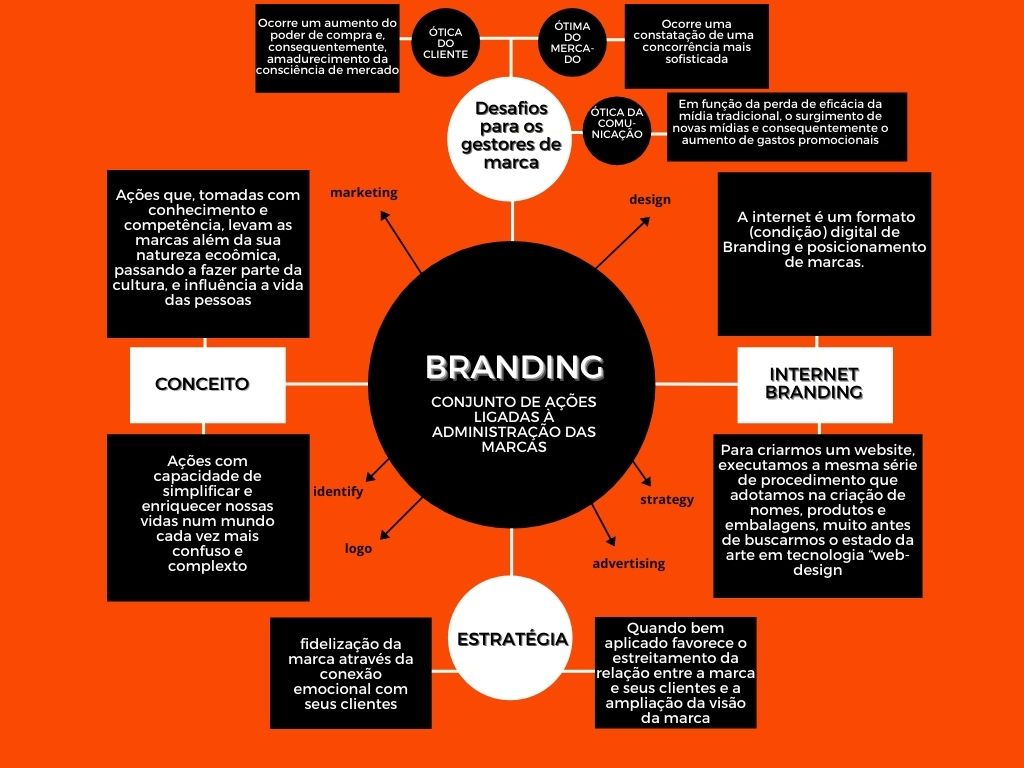 Ocorre um aumento do
poder de compra e,
consequentemente,
amadurecimento da
consciência de mercado
ÓTICA
DO
CLIENTE
ÓTIMA
DO
MERCA-
DO
Ocorre uma
constatação de uma
concorrência mais
sofisticada
Desafios
para os
gestores de
marca
ÓTICA DA
COMU-
NICAÇÃO
Em função da perda de eficácia da
mídia tradicional, o surgimento de
novas mídias e consequentemente o
aumento de gastos promocionais
marketing
design
Ações que, tomadas com
conhecimento e
competência, levam as
marcas além da sua
natureza ecoômica,
passando a fazer parte da
cultura, e influência a vida
das pessoas
A internet é um formato
(condição) digital de
Branding e posicionamento
de marcas.
CONCEITO
BRANDING
CONJUNTO DE AÇÕES
LIGADAS À
ADMINISTRAÇÃO DAS
MARCAS
INTERNET
BRANDING
Ações com
capacidade de
simplificar e
enriquecer nossas
vidas num mundo
cada vez mais
confuso e
complexto
identify
logo
strategy
advertising
Para criarmos um website,
executamos a mesma série
de procedimento que
adotamos na criação de
nomes, produtos e
embalagens, muito antes
de buscarmos o estado da
arte em tecnologia “web-
design
ESTRATÉGIA
fidelização da
marca através da
conexão
emocional com
seus clientes
Quando bem
aplicado favorece o
estreitamento da
relação entre a marca
e seus clientes e a
ampliação da visão
da marca